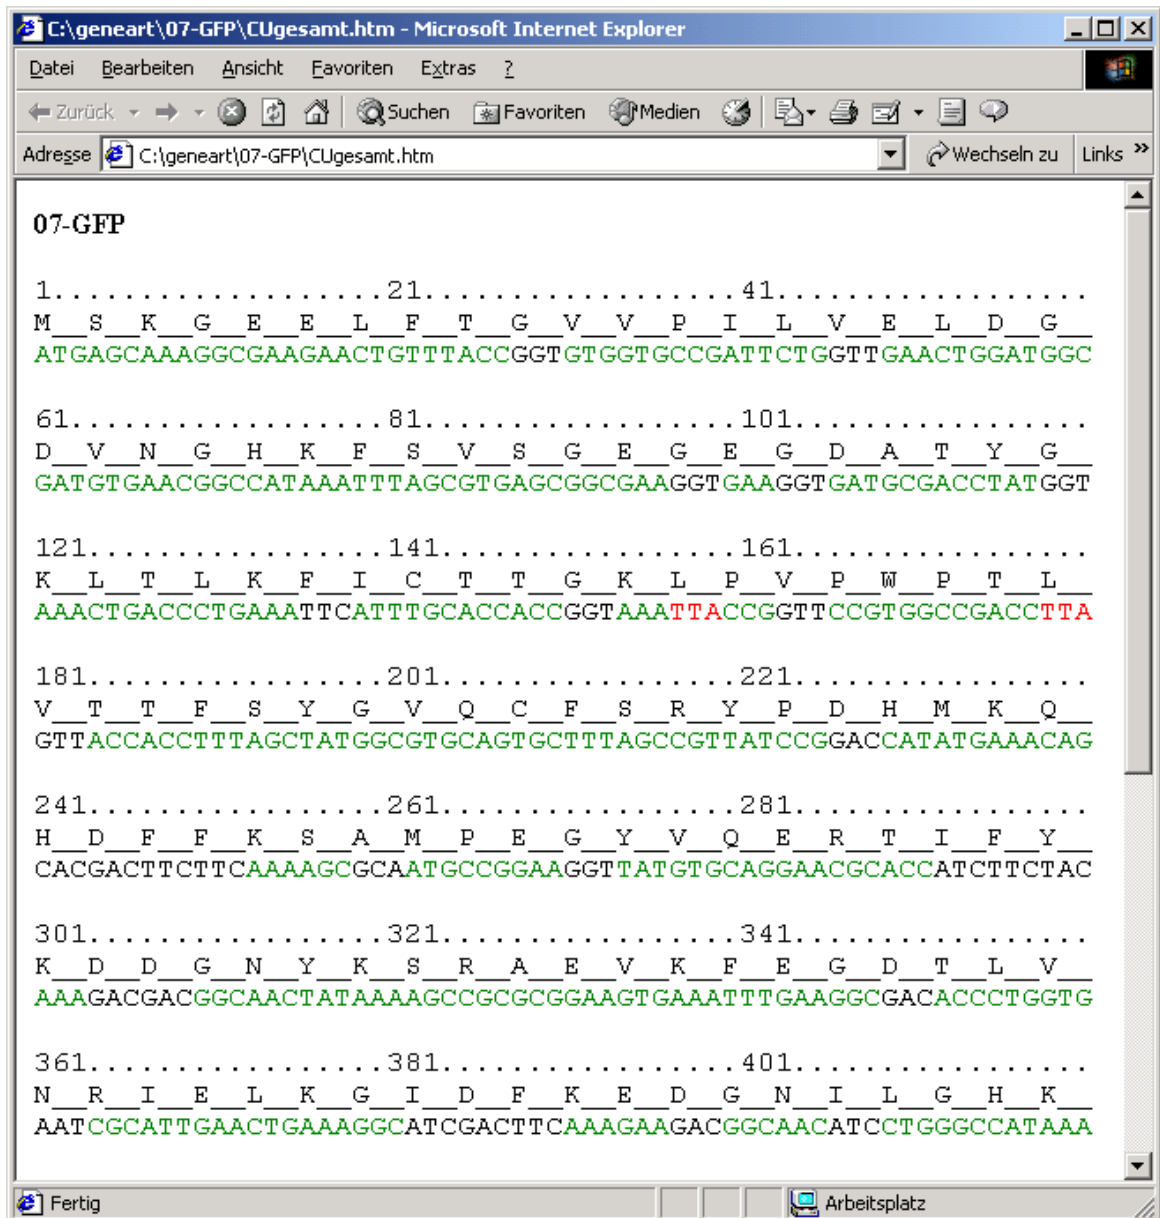 C:\geneart\07-GFP\CUgesamt.htm - Microsoft Internet Explorer
Datei Bearbeiten Ansicht Favoriten Extras ?
Zurück Suchen Favoriten Medien
Adresse C:\geneart\07-GFP\CUgesamt.htm Wechseln zu Links »
07-GFP
1...................21..................41..................
M__S__K__G__E__E__L__F__T__G__V__V__P__I__L__V__E__L__D__G__
ATGAGCAAAGGCGAAGAACTGTTTACCGGTGTGGTGCCGATTCTGGTTGAACTGGATGGC
61..................81..................101.................
D__V__N__G__H__K__F__S__V__S__G__E__G__E__G__D__A__T__Y__G__
GATGTGAACGGCCATAAATTTAGCGTGAGCGGCGAAGGTGAAGGTGATGCGACCTATGGT
121.................141.................161.................
K__L__T__L__K__F__I__C__T__T__G__K__L__P__V__P__W__P__T__L__
AAACTGACCCTGAAATTCATTTGCACCACCGGTAAATTACCGGTTCCGTGGCCGACCTTA
181.................201.................221.................
V__T__T__F__S__Y__G__V__Q__C__F__S__R__Y__P__D__H__M__K__Q__
GTTACCACCTTTAGCTATGGCGTGCAGTGCTTTAGCCGTTATCCGGACCATATGAAACAG
241.................261.................281.................
H__D__F__F__K__S__A__M__P__E__G__Y__V__Q__E__R__T__I__F__Y__
CACGACTTCTTCAAAAGCGCAATGCCGGAAGGTTATGTGCAGGAACGCACCATCTTCTAC
301.................321.................341.................
K__D__D__G__N__Y__K__S__R__A__E__V__K__F__E__G__D__T__L__V__
AAAGACGACGGCAACTATAAAAGCCGCGCGGAAGTGAAATTTGAAGGCGACACCCTGGTG
361.................381.................401.................
N__R__I__E__L__K__G__I__D__F__K__E__D__G__N__I__L__G__H__K__
AATCGCATTGAACTGAAAGGCATCGACTTCAAAGAAGACGGCAACATCCTGGGCCATAAA
Fertig Arbeitsplatz